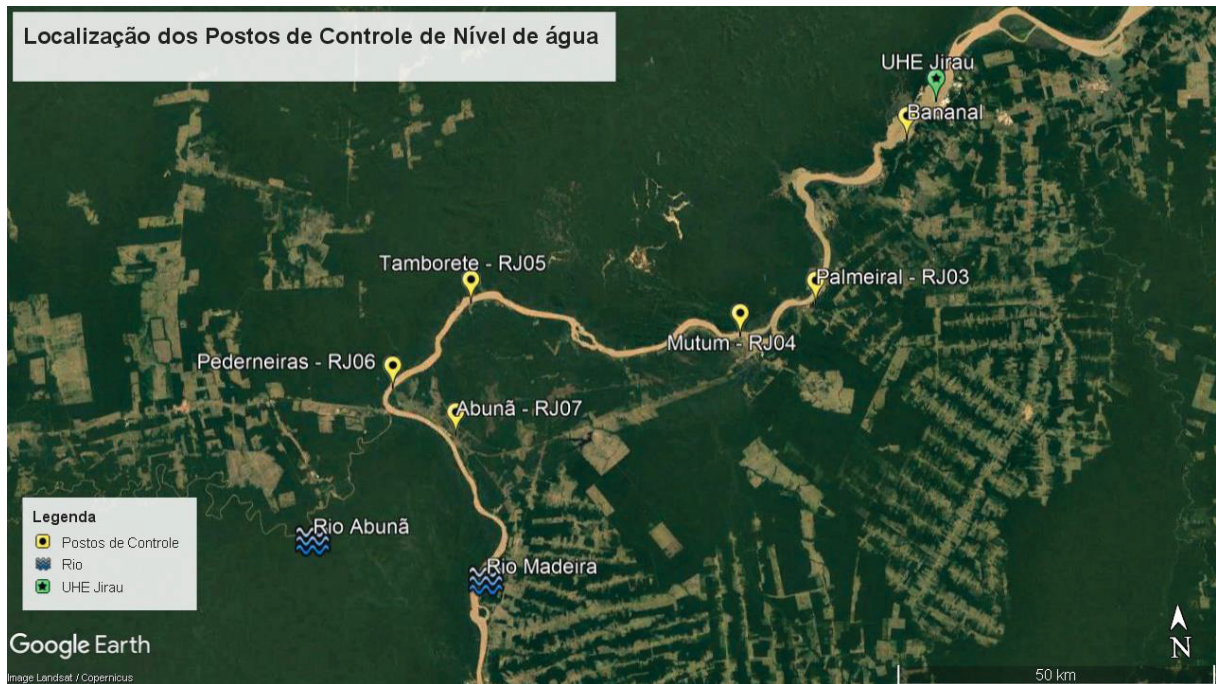 Localização dos Postos de Controle de Nível de água
UHE Jirau
Bananal
Tamborete - RJ05
Palmeiral - RJ03
Mutum - RJ04
Pederneiras - RJ06
Abunã - RJ07
Legenda
Postos de Controle
Rio
UHE Jirau
Rio Abunã
Rio Madeira
Google Earth
N
Image Landsat / Copernicus
50 km